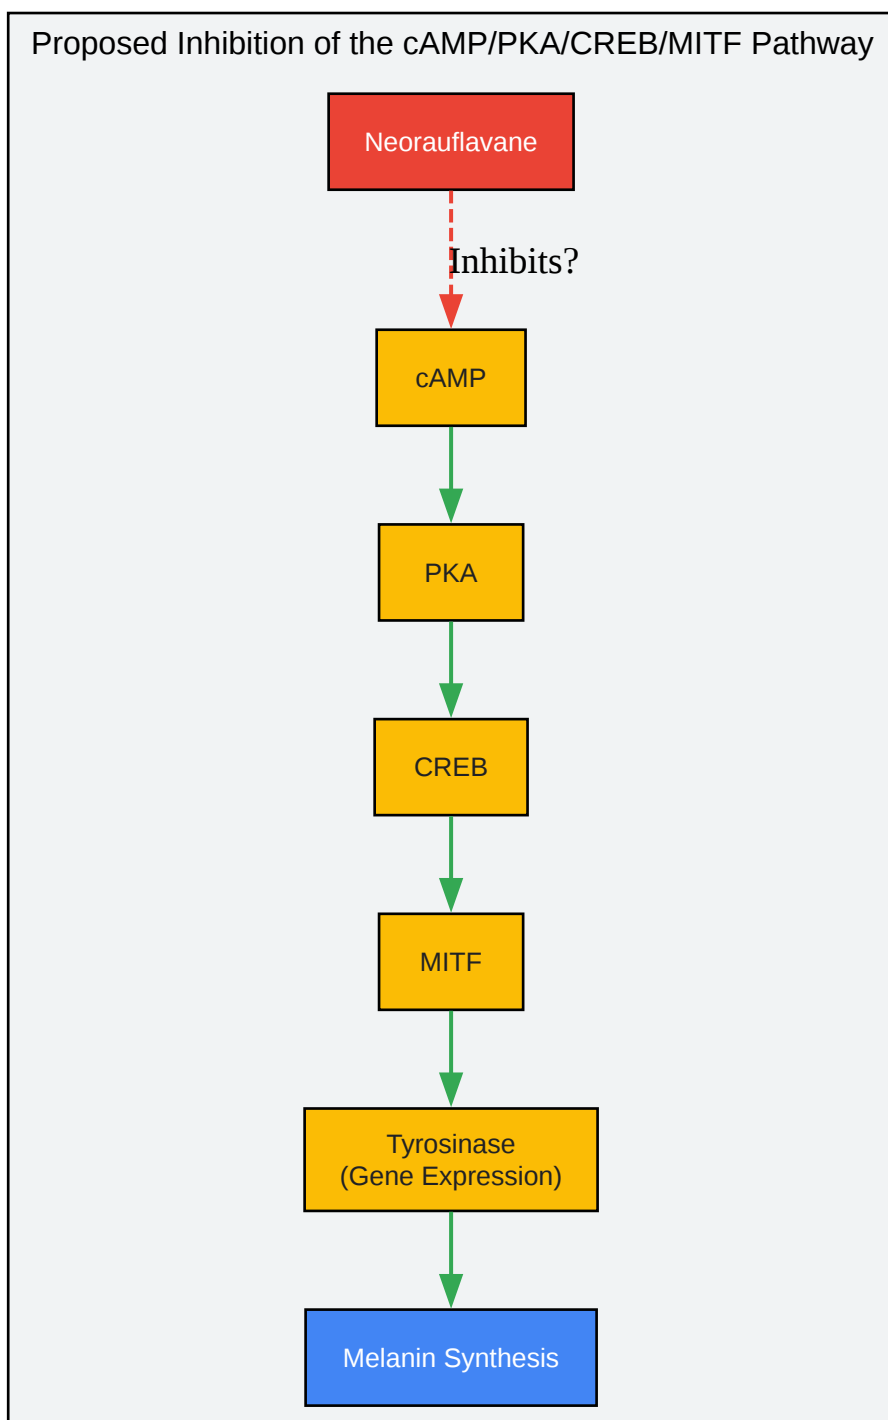 Proposed Inhibition of the cAMP/PKA/CREB/MITF Pathway
Neorauflavane
Inhibits?
cAMP
PKA
CREB
MITF
Tyrosinase
(Gene Expression)
Melanin Synthesis